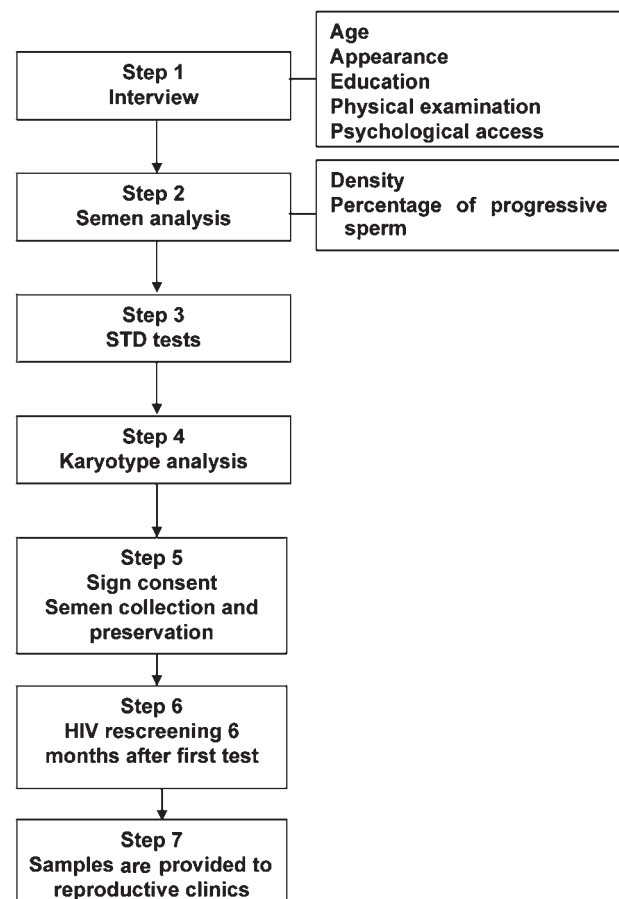 Step 1
Interview
Age
Appearance
Education
Physical examination
Psychological access
Step 2
Semen analysis
Density
Percentage of progressive
sperm
Step 3
STD tests
Step 4
Karyotype analysis
Step 5
Sign consent
Semen collection and
preservation
Step 6
HIV rescreening 6
months after first test
Step 7
Samples are provided to
reproductive clinics